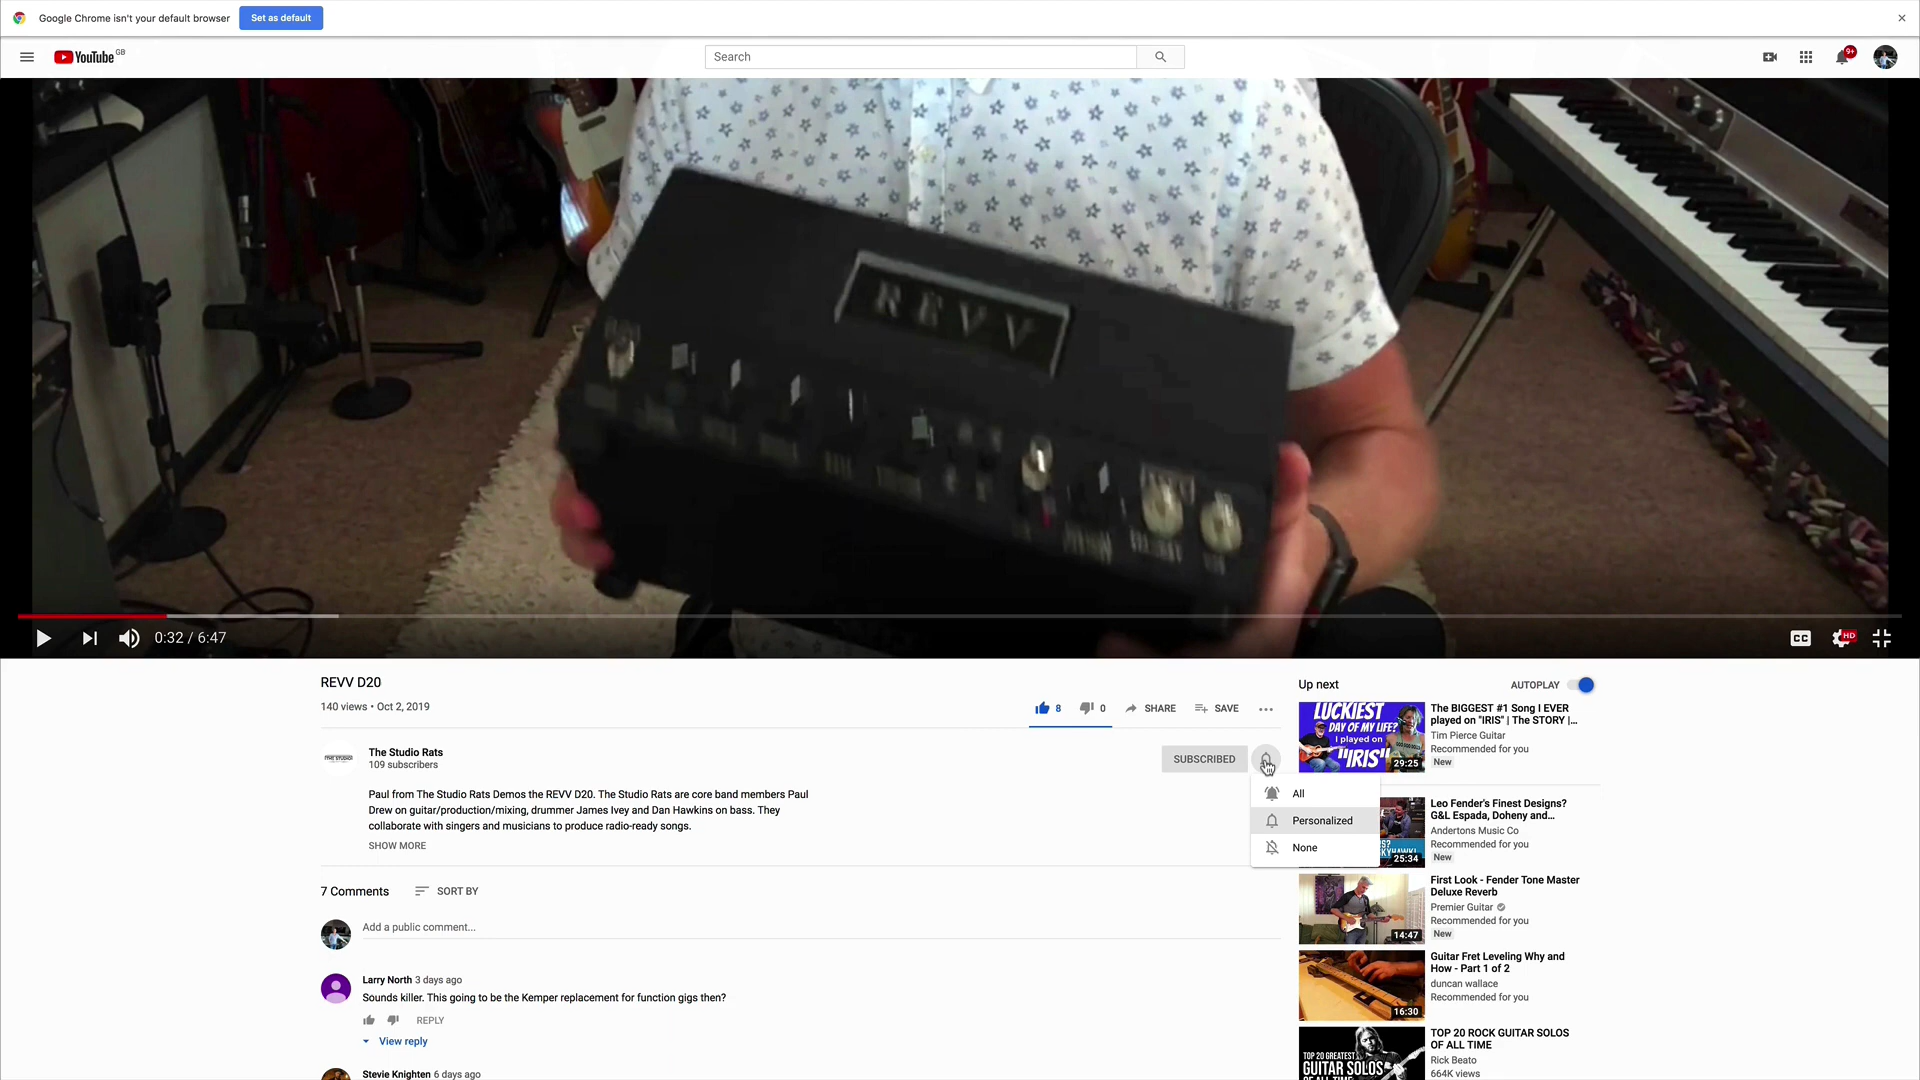 Google Chrome isn't your default browser
Set as default
YouTube GB
Search
9+
REVV
0:32 / 6:47
CC
HD
REVV D20
140 views • Oct 2, 2019
8
0
SHARE
SAVE
The Studio Rats
109 subscribers
SUBSCRIBED
Paul from The Studio Rats Demos the REVV D20. The Studio Rats are core band members Paul
Drew on guitar/production/mixing, drummer James Ivey and Dan Hawkins on bass. They
collaborate with singers and musicians to produce radio-ready songs.
SHOW MORE
All
Personalized
None
7 Comments
SORT BY
Add a public comment...
Larry North 3 days ago
Sounds killer. This going to be the Kemper replacement for function gigs then?
REPLY
View reply
Stevie Knighten 6 days ago
Up next
AUTOPLAY
LUCKIEST
DAY OF MY LIFE?
I played on
"IRIS"
29:25
The BIGGEST #1 Song I EVER
played on "IRIS" | The STORY |...
Tim Pierce Guitar
Recommended for you
New
25:34
Leo Fender's Finest Designs?
G&L Espada, Doheny and...
Andertons Music Co
Recommended for you
New
14:47
First Look - Fender Tone Master
Deluxe Reverb
Premier Guitar
Recommended for you
New
16:30
Guitar Fret Leveling Why and
How - Part 1 of 2
duncan wallace
Recommended for you
TOP 20 GREATEST
GUITAR SOLOS
OF ALL TIME
TOP 20 ROCK GUITAR SOLOS
OF ALL TIME
Rick Beato
664K views